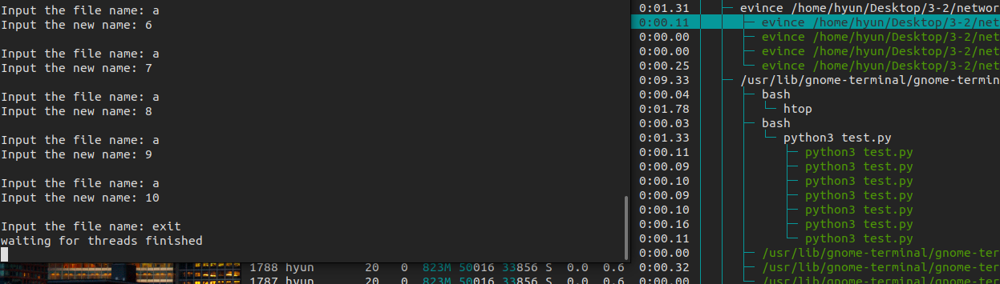 Input the file name: a
Input the new name: 6
Input the file name: a
Input the new name: 7
Input the file name: a
Input the new name: 8
Input the file name: a
Input the new name: 9
Input the file name: a
Input the new name: 10
Input the file name: exit
waiting for threads finished
0:01.31 evince /home/hyun/Desktop/3-2/networ
0:00.11 evince /home/hyun/Desktop/3-2/net
0:00.00 evince /home/hyun/Desktop/3-2/net
0:00.00 evince /home/hyun/Desktop/3-2/net
0:00.25 evince /home/hyun/Desktop/3-2/net
0:09.33 /usr/lib/gnome-terminal/gnome-termin
0:00.04 bash
0:01.78 htop
0:00.03 bash
0:01.33 python3 test.py
0:00.11 python3 test.py
0:00.09 python3 test.py
0:00.10 python3 test.py
0:00.09 python3 test.py
0:00.10 python3 test.py
0:00.16 python3 test.py
0:00.11 python3 test.py
0:00.00 /usr/lib/gnome-terminal/gnome-ter
1788 hyun 20 0 823M 50016 33856 S 0.0 0.6 0:00.32 /usr/lib/gnome-terminal/gnome-ter
1787 hyun 20 0 823M 50016 33856 S 0.0 0.6 0:00.00 /usr/lib/gnome-terminal/gnome-ter